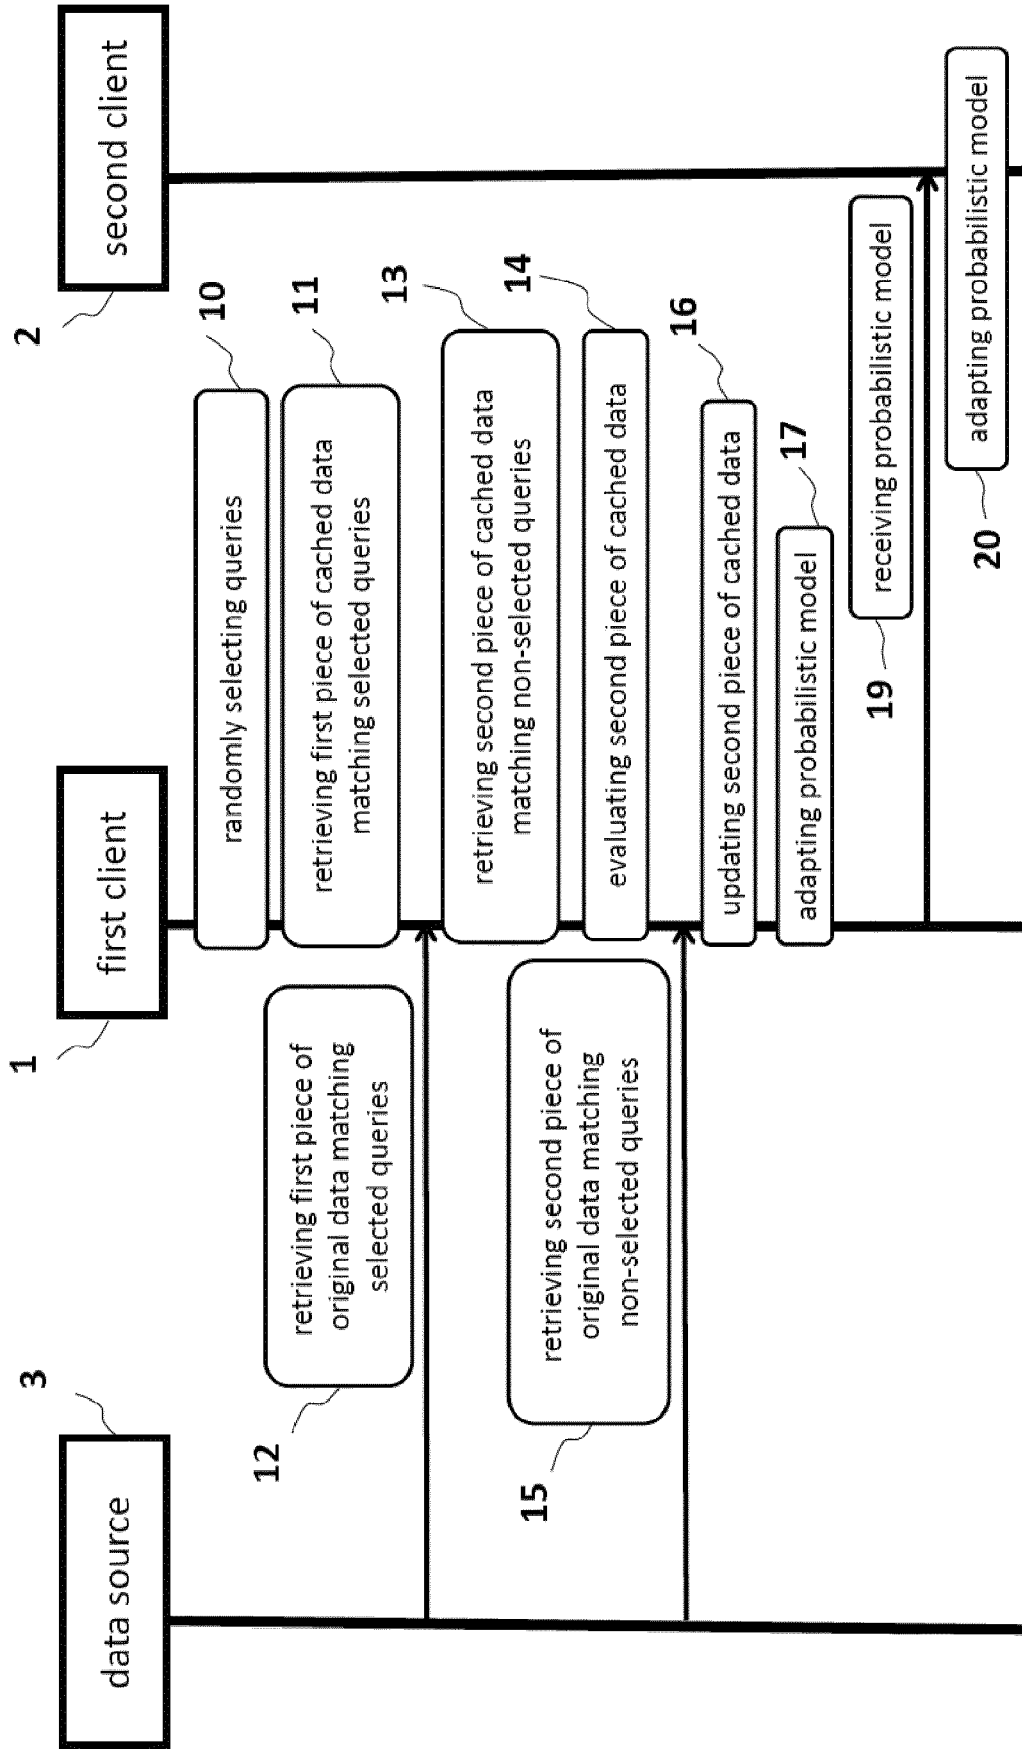 data source
3
first client
1
second client
2
randomly selecting queries
10
retrieving first piece of cached data
matching selected queries
11
retrieving first piece of
original data matching
selected queries
12
retrieving second piece of cached data
matching non-selected queries
13
evaluating second piece of cached data
14
retrieving second piece of
original data matching
non-selected queries
15
updating second piece of cached data
16
adapting probabilistic model
17
receiving probabilistic model
19
adapting probabilistic model
20